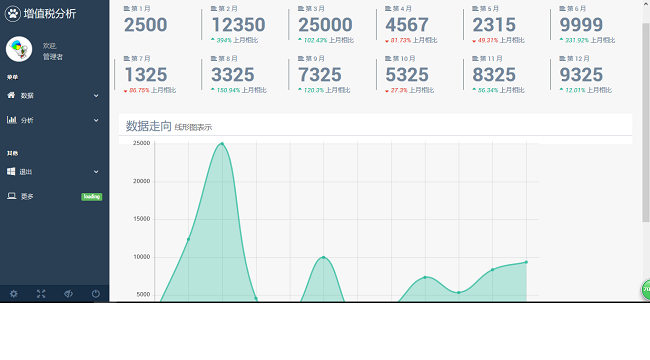 增值税分析
欢迎,
管理者
菜单
数据
分析
其他
退出
更多 loading
第 1 月 第 2 月 第 3 月 第 4 月 第 5 月 第 6 月
2500 12350 25000 4567 2315 9999
394% 上月相比 102.43% 上月相比 81.73% 上月相比 49.31% 上月相比 331.92% 上月相比
第 7 月 第 8 月 第 9 月 第 10 月 第 11 月 第 12 月
1325 3325 7325 5325 8325 9325
86.75% 上月相比 150.94% 上月相比 120.3% 上月相比 27.3% 上月相比 56.34% 上月相比 12.01% 上月相比
数据走向 线形图表示
25000
20000
15000
10000
5000